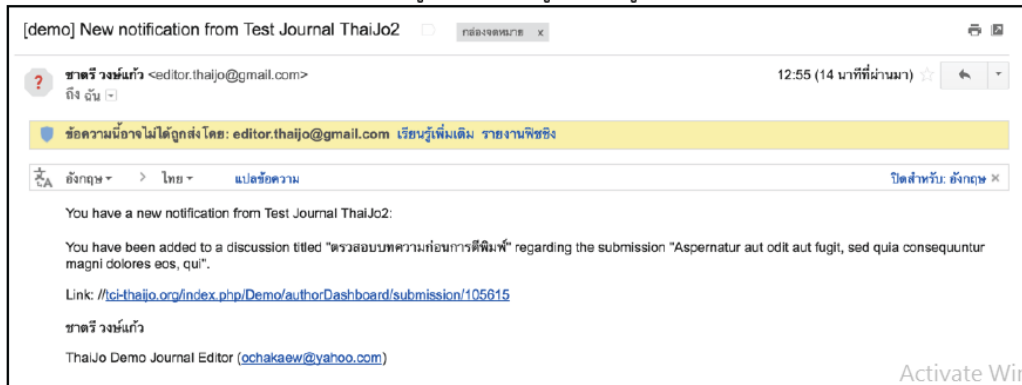 [demo] New notification from Test Journal ThaiJo2 กล่องจดหมาย x
ชาตรี วงษ์แก้ว <editor.thaijo@gmail.com> 12:55 (14 นาทีที่ผ่านมา)
ถึง ฉัน
ข้อความนี้อาจไม่ได้ถูกส่งโดย: editor.thaijo@gmail.com เรียนรู้เพิ่มเติม รายงานฟิชชิง
อังกฤษ > ไทย แปลข้อความ ปิดสำหรับ: อังกฤษ ×
You have a new notification from Test Journal ThaiJo2:
You have been added to a discussion titled "ตรวจสอบบทความก่อนการตีพิมพ์" regarding the submission "Aspernatur aut odit aut fugit, sed quia consequuntur
magni dolores eos, qui".
Link: //tci-thaijo.org/index.php/Demo/authorDashboard/submission/105615
ชาตรี วงษ์แก้ว
ThaiJo Demo Journal Editor (ochakaew@yahoo.com)
Activate Wir